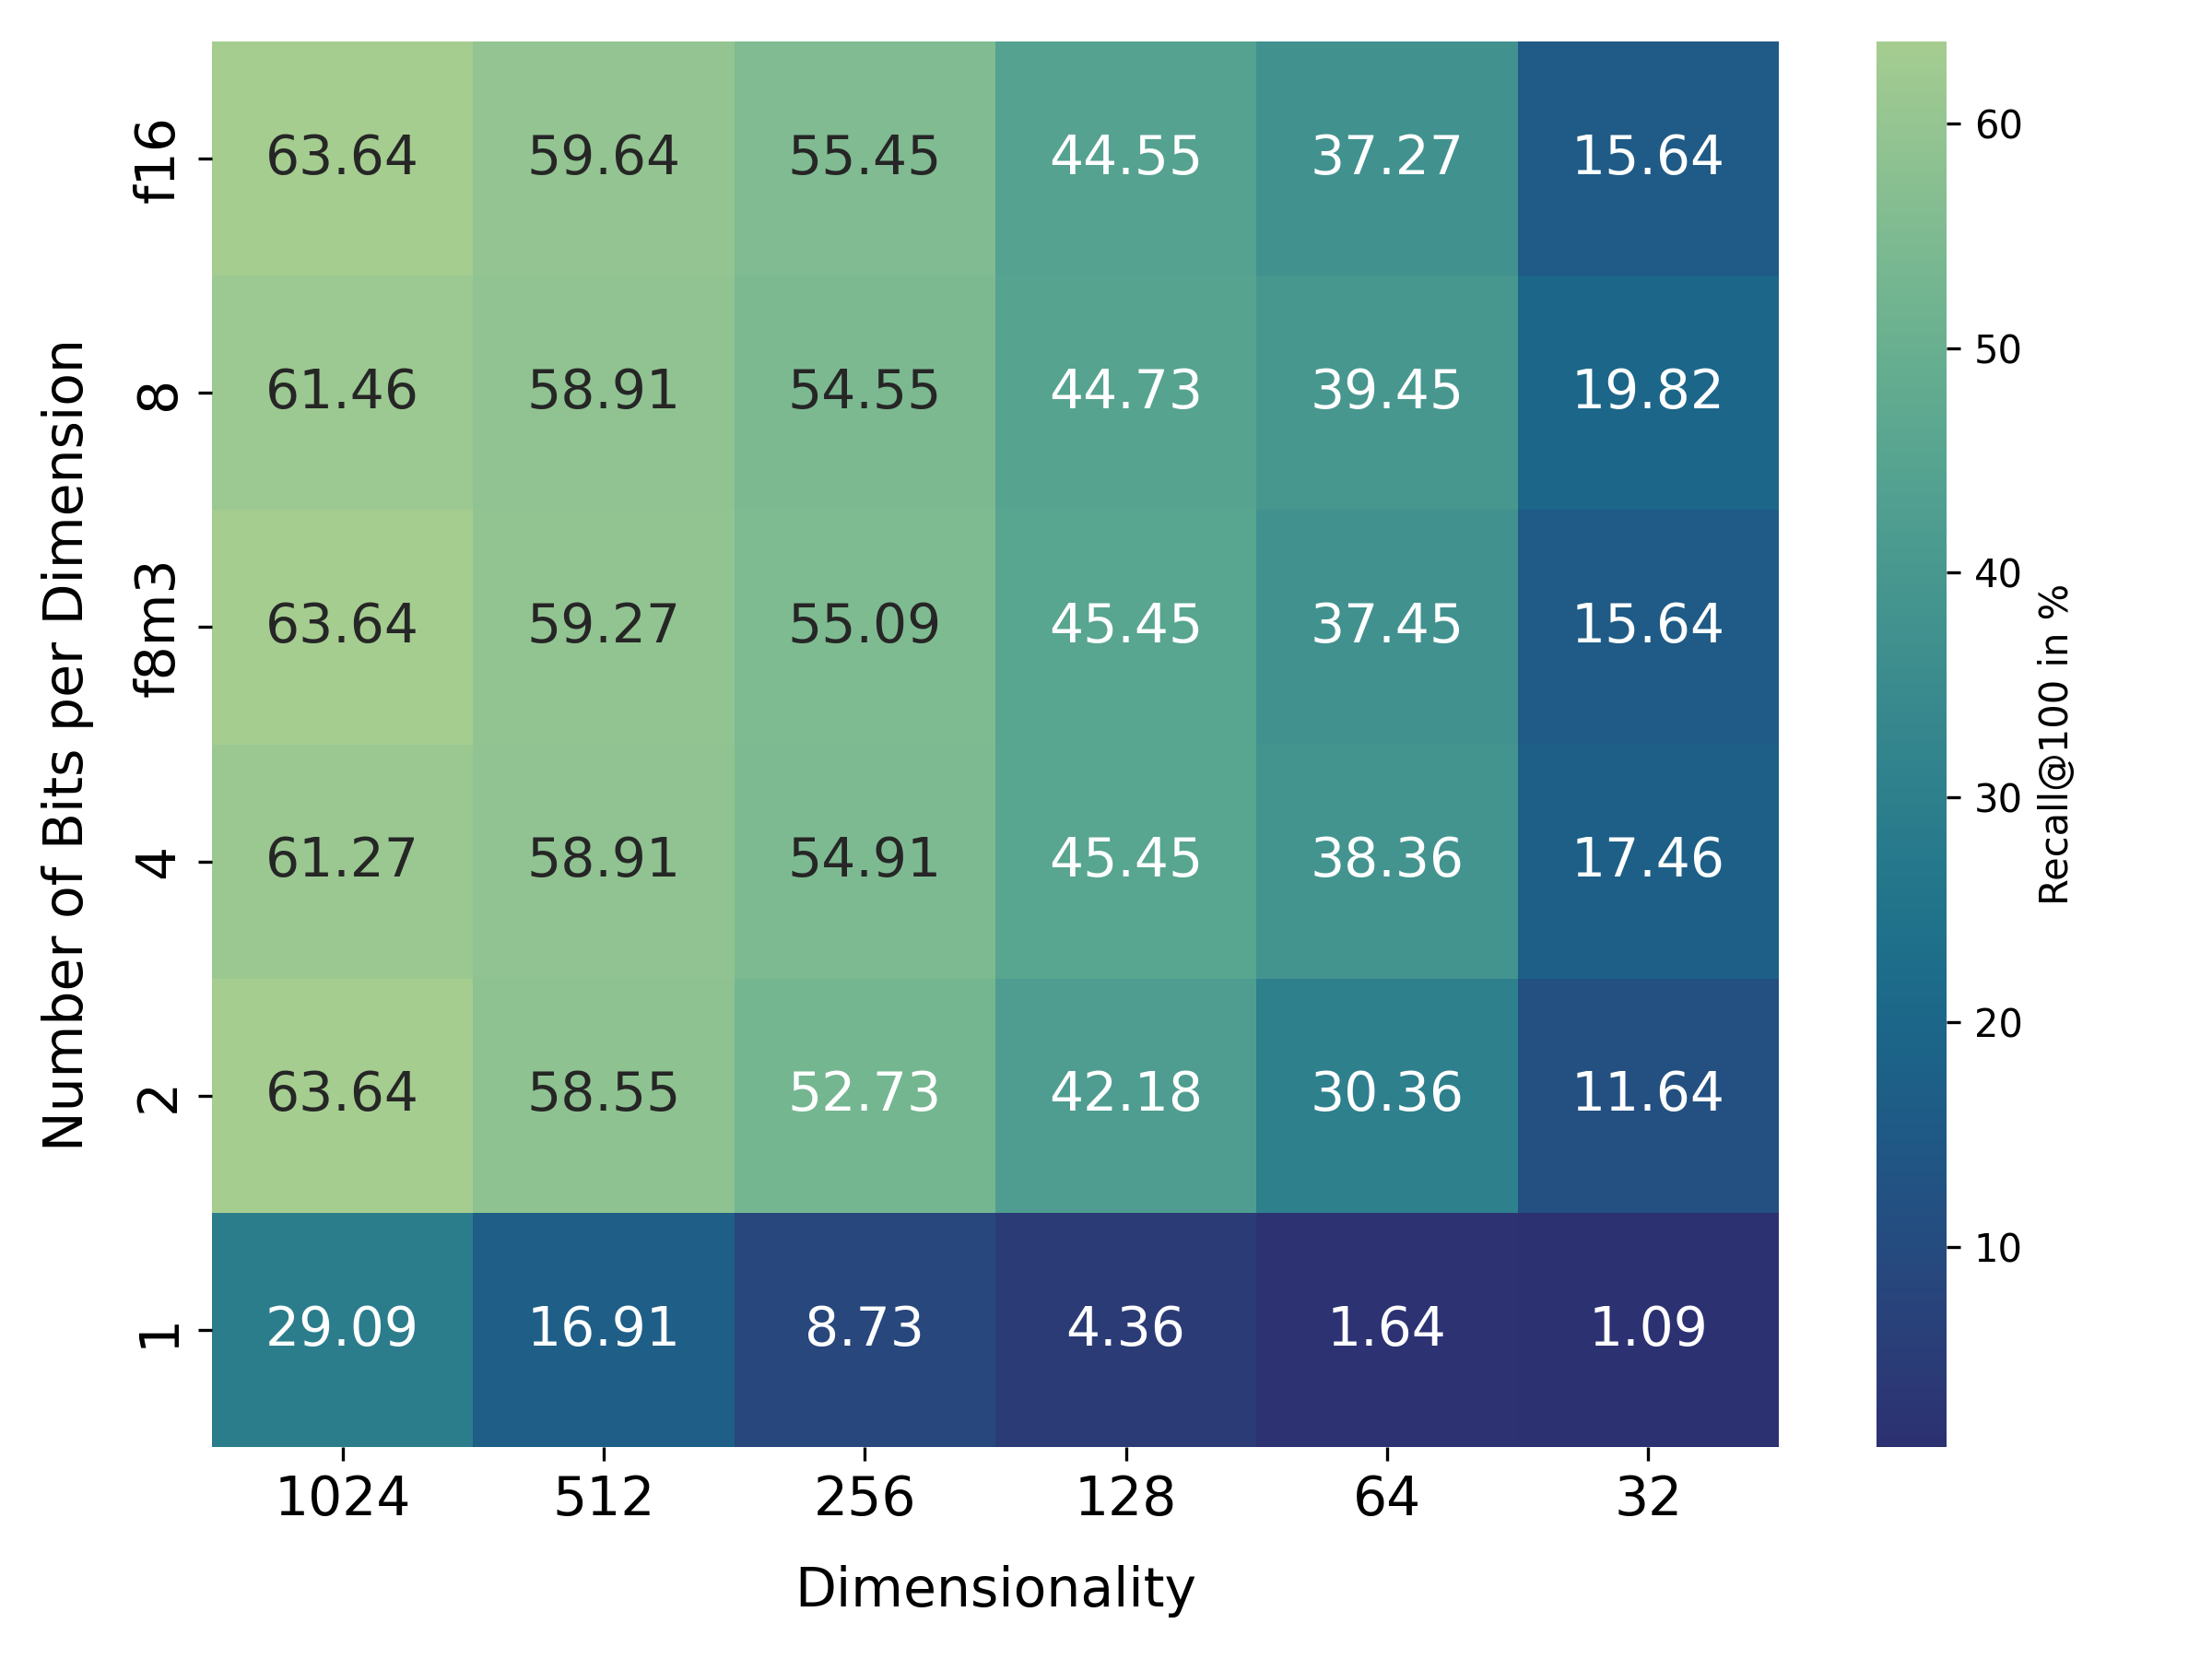 Number of Bits per Dimension
f16 63.64 59.64 55.45 44.55 37.27 15.64
8 61.46 58.91 54.55 44.73 39.45 19.82
f8m3 63.64 59.27 55.09 45.45 37.45 15.64
4 61.27 58.91 54.91 45.45 38.36 17.46
2 63.64 58.55 52.73 42.18 30.36 11.64
1 29.09 16.91 8.73 4.36 1.64 1.09
1024 512 256 128 64 32
Dimensionality
60
50
40
30
20
10
Recall@100 in %